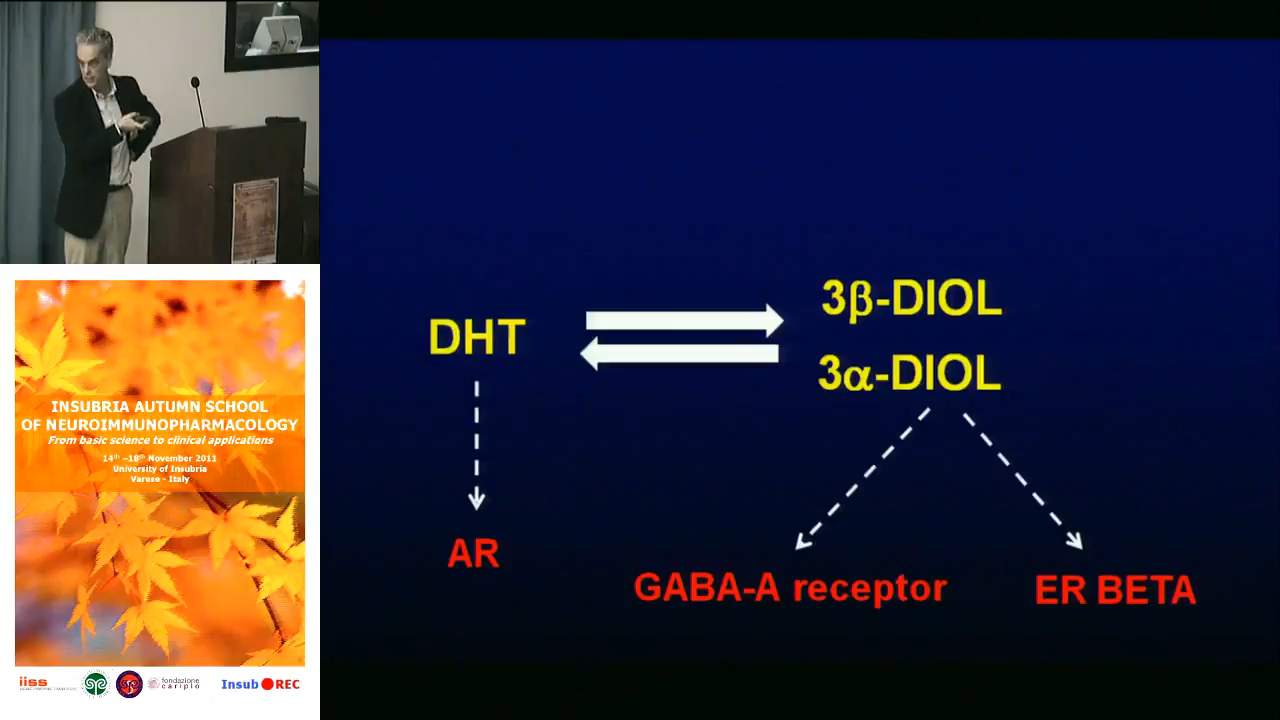 INSUBRIA AUTUMN SCHOOL
OF NEUROIMMUNOPHARMACOLOGY
From basic science to clinical applications
14th –18th November 2011
University of Insubria
Varese - Italy
iiss
fondazione
cariplo
Insub REC
3β-DIOL
DHT
3α-DIOL
AR
GABA-A receptor
ER BETA